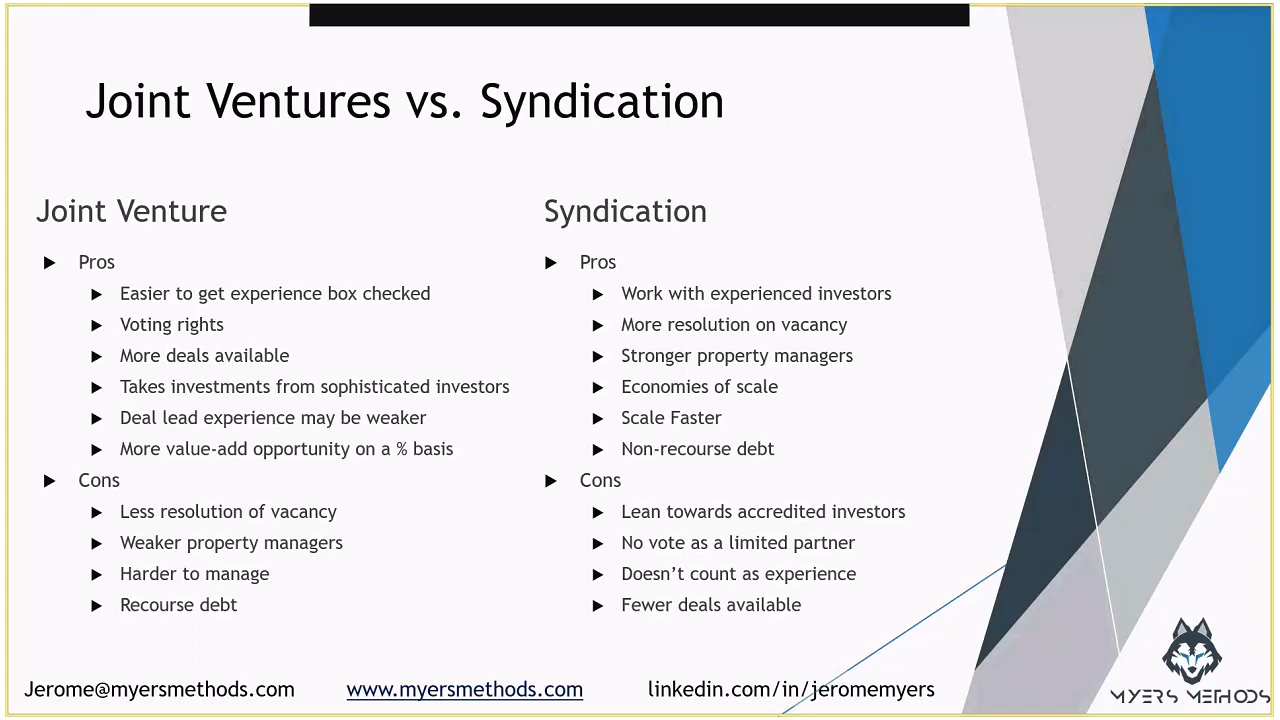 Joint Ventures vs. Syndication
Joint Venture
Pros
Easier to get experience box checked
Voting rights
More deals available
Takes investments from sophisticated investors
Deal lead experience may be weaker
More value-add opportunity on a % basis
Cons
Less resolution of vacancy
Weaker property managers
Harder to manage
Recourse debt
Syndication
Pros
Work with experienced investors
More resolution on vacancy
Stronger property managers
Economies of scale
Scale Faster
Non-recourse debt
Cons
Lean towards accredited investors
No vote as a limited partner
Doesn’t count as experience
Fewer deals available
Jerome@myersmethods.com
www.myersmethods.com
linkedin.com/in/jeromemyers
MYERS METHODS